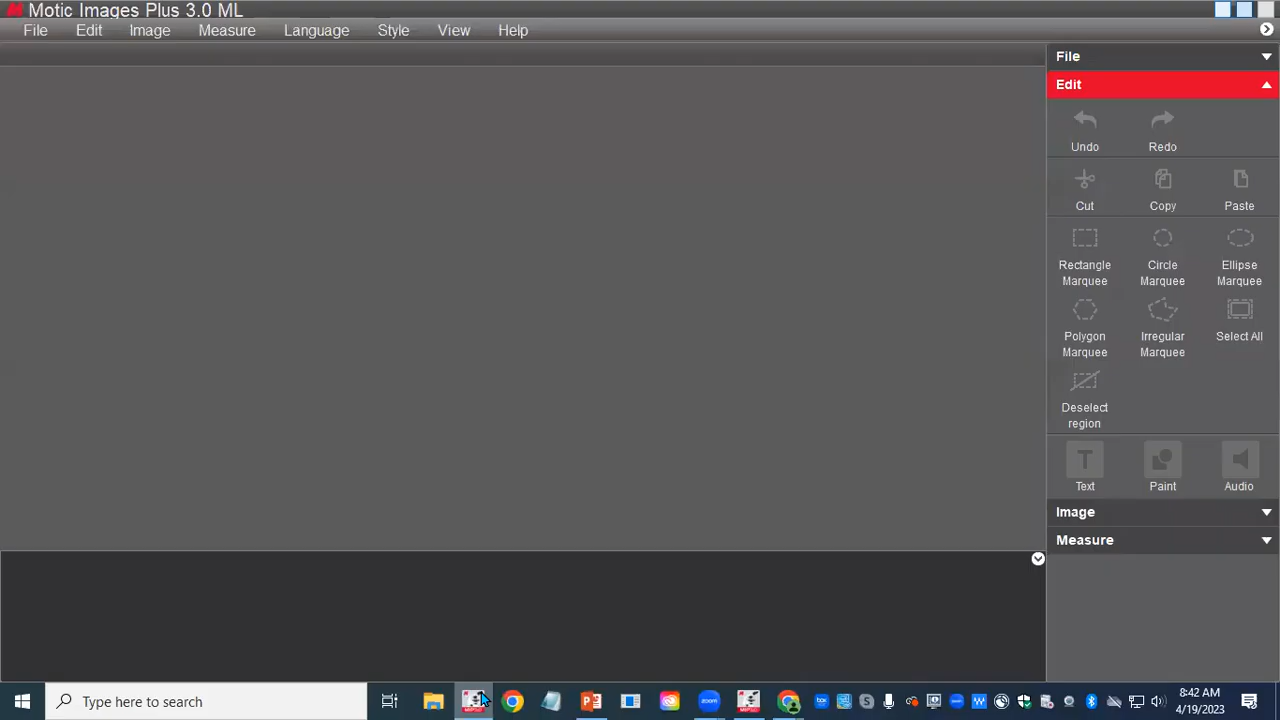 Motic Images Plus 3.0 ML
File Edit Image Measure Language Style View Help
File
Edit
Undo Redo
Cut Copy Paste
Rectangle Marquee
Circle Marquee
Ellipse Marquee
Polygon Marquee
Irregular Marquee
Select All
Deselect region
Text Paint Audio
Image
Measure
Type here to search
8:42 AM
4/19/2023